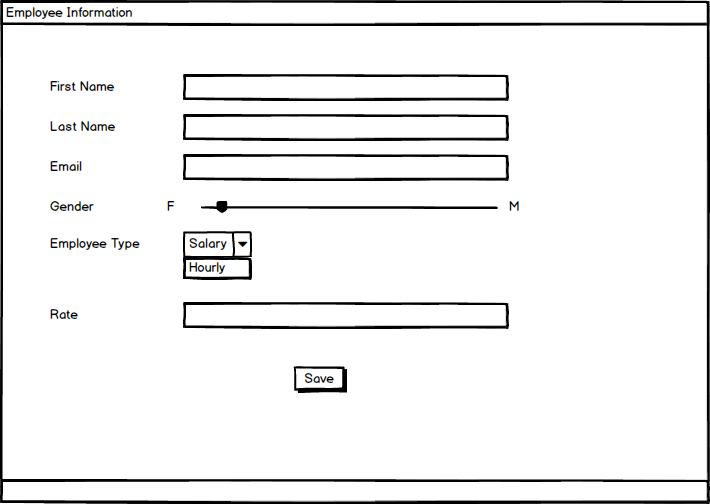 Employee Information
First Name
Last Name
Email
Gender F M
Employee Type Salary
Hourly
Rate
Save